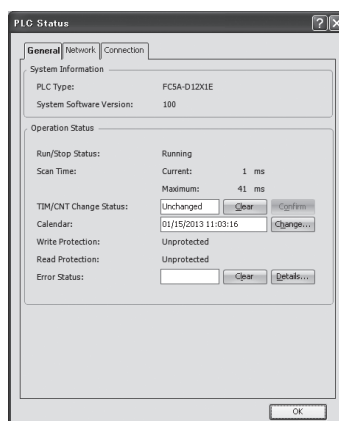 PLC Status
General Network Connection
System Information
PLC Type: FC5A-D12X1E
System Software Version: 100
Operation Status
Run/Stop Status: Running
Scan Time: Current: 1 ms
Maximum: 41 ms
TIM/CNT Change Status: Unchanged Clear Confirm
Calendar: 01/15/2013 11:03:16 Change...
Write Protection: Unprotected
Read Protection: Unprotected
Error Status: Clear Details...
OK